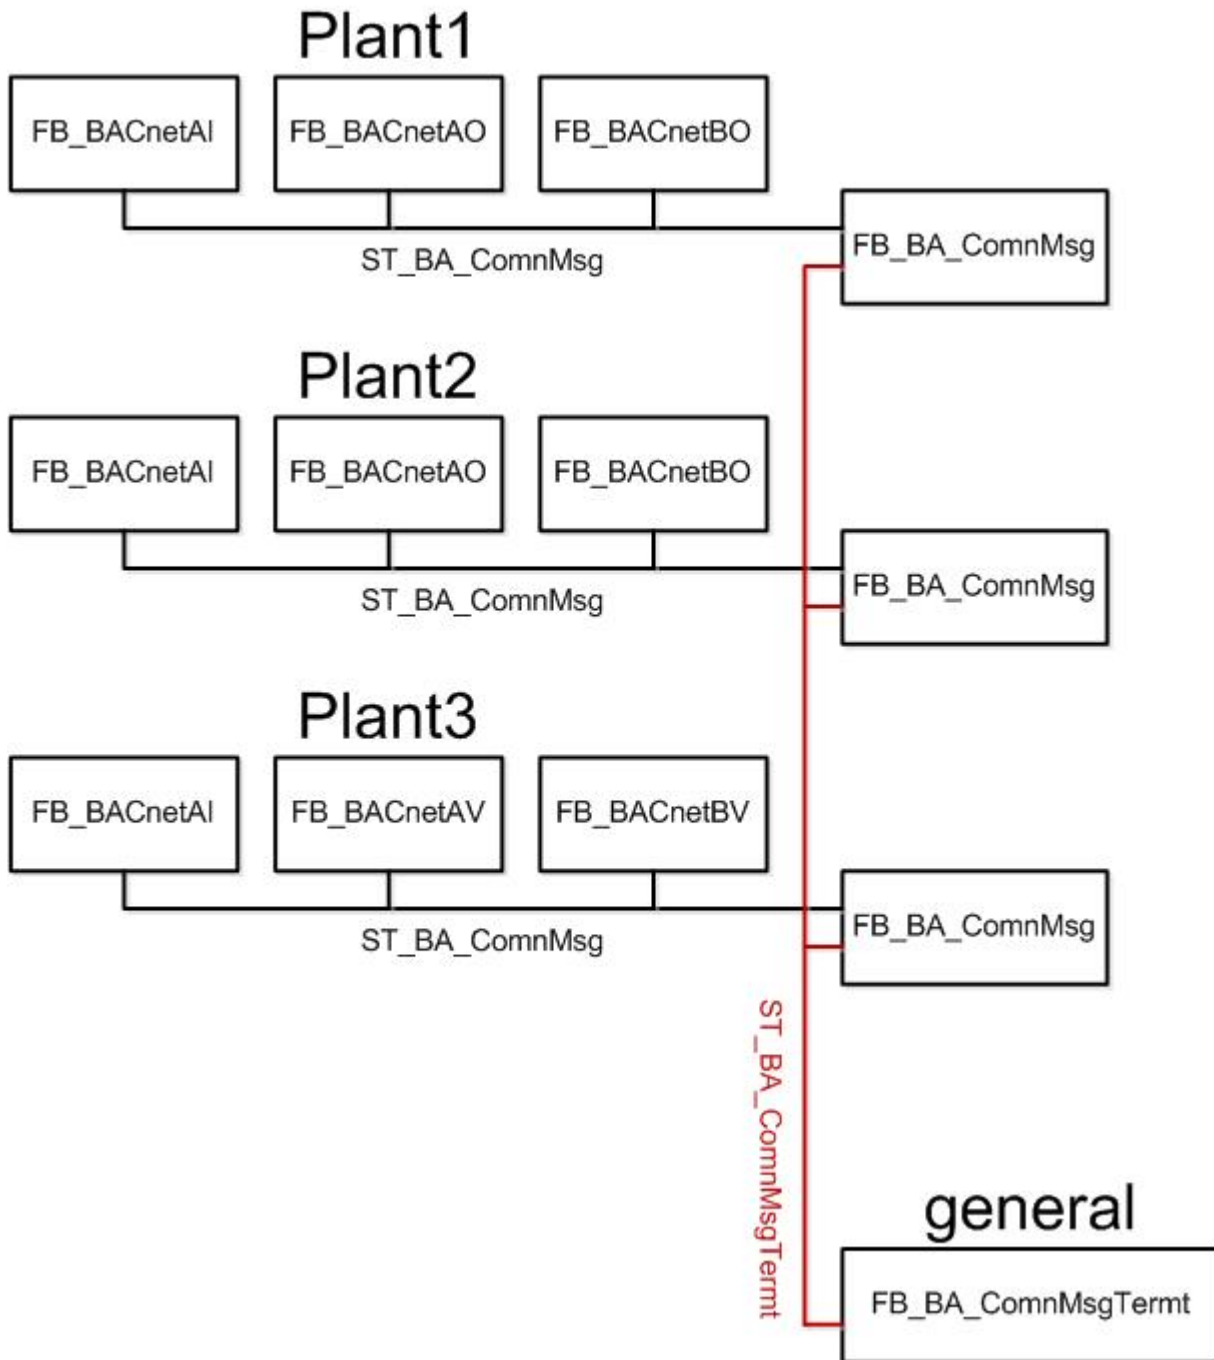 Plant1
FB_BACnetAI
FB_BACnetAO
FB_BACnetBO
FB_BA_ComnMsg
ST_BA_ComnMsg
Plant2
FB_BACnetAI
FB_BACnetAO
FB_BACnetBO
FB_BA_ComnMsg
ST_BA_ComnMsg
Plant3
FB_BACnetAI
FB_BACnetAV
FB_BACnetBV
FB_BA_ComnMsg
ST_BA_ComnMsg
ST_BA_ComnMsgTermt
general
FB_BA_ComnMsgTermt